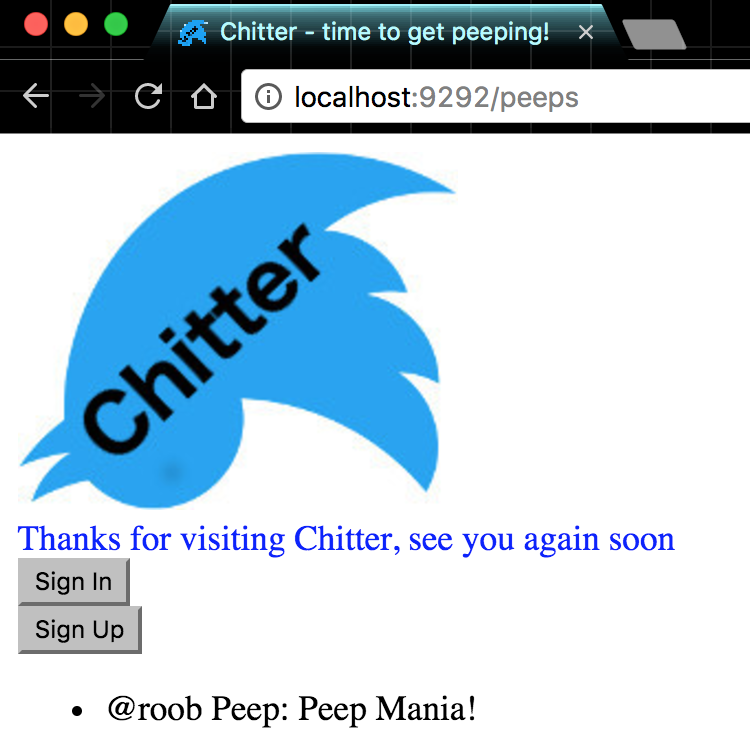 Chitter - time to get peeping!
localhost:9292/peeps
Chitter
Thanks for visiting Chitter, see you again soon
Sign In
Sign Up
@roob Peep: Peep Mania!